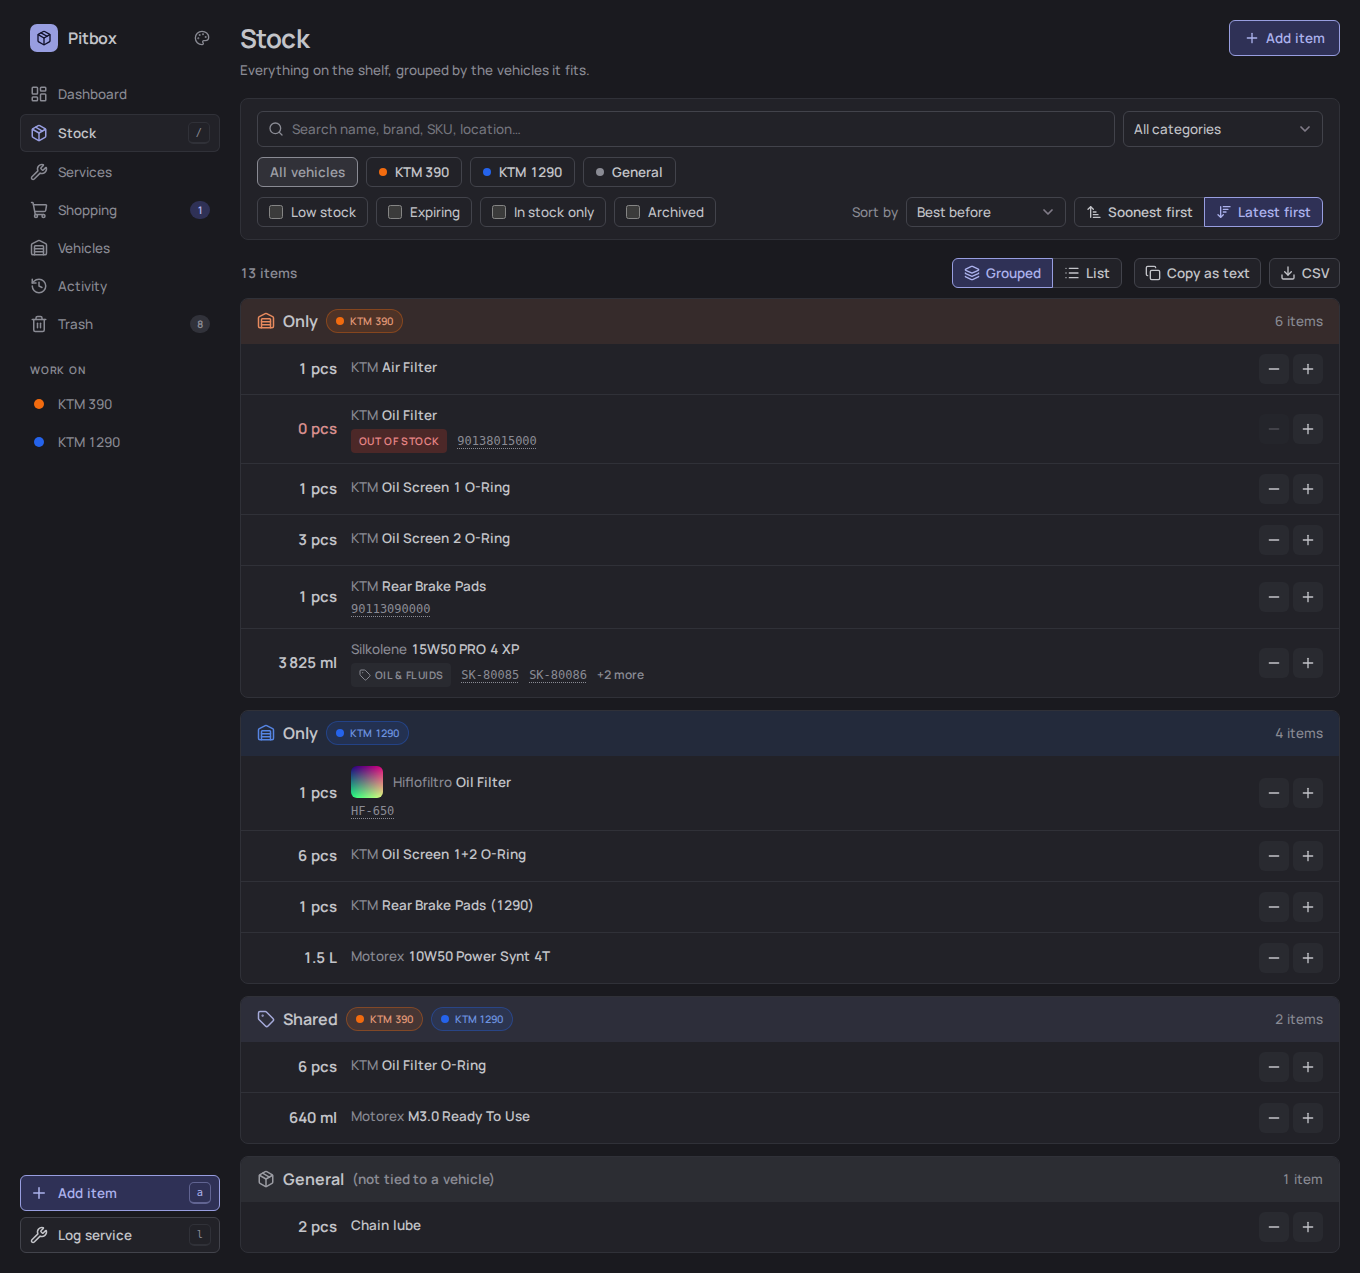 Pitbox
Dashboard
Stock /
Services
Shopping 1
Vehicles
Activity
Trash 8
WORK ON
KTM 390
KTM 1290
Add item a
Log service l
Stock
Add item
Everything on the shelf, grouped by the vehicles it fits.
Search name, brand, SKU, location…
All categories
All vehicles KTM 390 KTM 1290 General
Low stock Expiring In stock only Archived Sort by Best before Soonest first Latest first
13 items Grouped List Copy as text CSV
Only KTM 390 6 items
1 pcs KTM Air Filter
0 pcs KTM Oil Filter
OUT OF STOCK 90138015000
1 pcs KTM Oil Screen 1 O-Ring
3 pcs KTM Oil Screen 2 O-Ring
1 pcs KTM Rear Brake Pads
90113090000
3 825 ml Silkolene 15W50 PRO 4 XP
OIL & FLUIDS SK-80085 SK-80086 +2 more
Only KTM 1290 4 items
1 pcs Hiflofiltro Oil Filter
HF-650
6 pcs KTM Oil Screen 1+2 O-Ring
1 pcs KTM Rear Brake Pads (1290)
1.5 L Motorex 10W50 Power Synt 4T
Shared KTM 390 KTM 1290 2 items
6 pcs KTM Oil Filter O-Ring
640 ml Motorex M3.0 Ready To Use
General (not tied to a vehicle) 1 item
2 pcs Chain lube